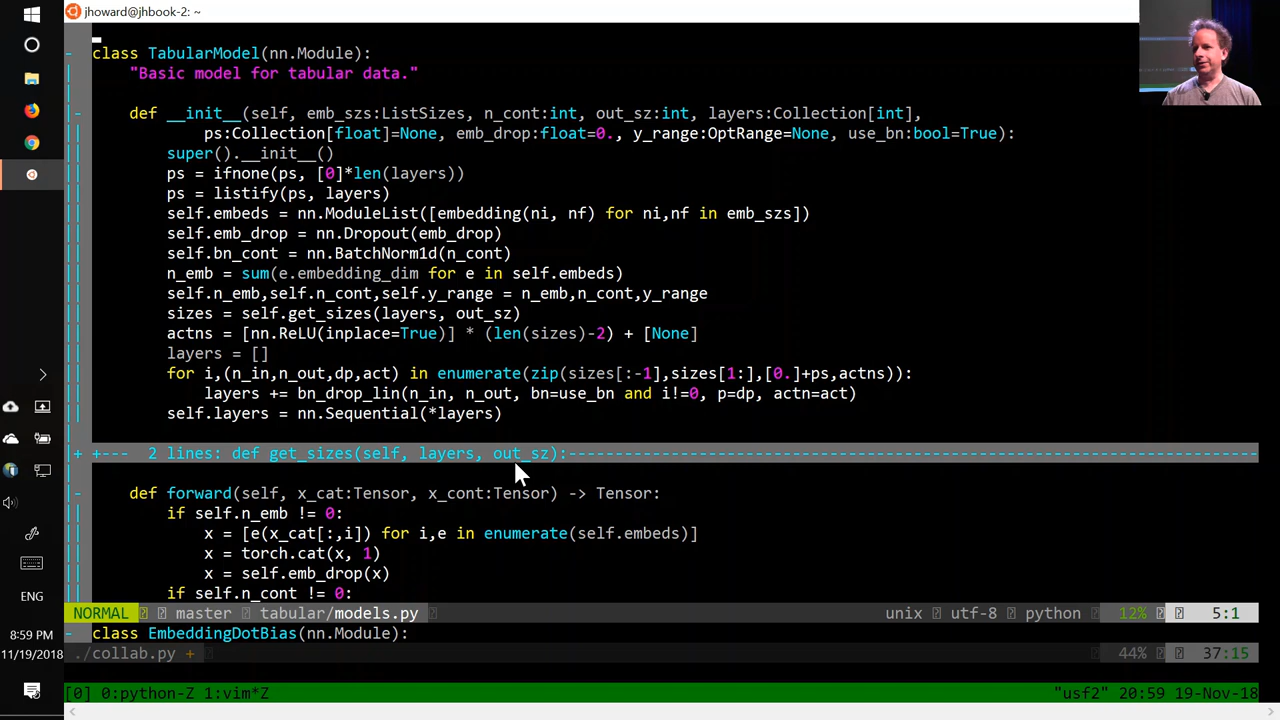 jhoward@jhbook-2: ~
class TabularModel(nn.Module):
"Basic model for tabular data."
def __init__(self, emb_szs:ListSizes, n_cont:int, out_sz:int, layers:Collection[int],
ps:Collection[float]=None, emb_drop:float=0., y_range:OptRange=None, use_bn:bool=True):
super().__init__()
ps = ifnone(ps, [0]*len(layers))
ps = listify(ps, layers)
self.embeds = nn.ModuleList([embedding(ni, nf) for ni,nf in emb_szs])
self.emb_drop = nn.Dropout(emb_drop)
self.bn_cont = nn.BatchNorm1d(n_cont)
n_emb = sum(e.embedding_dim for e in self.embeds)
self.n_emb,self.n_cont,self.y_range = n_emb,n_cont,y_range
sizes = self.get_sizes(layers, out_sz)
actns = [nn.ReLU(inplace=True)] * (len(sizes)-2) + [None]
layers = []
for i,(n_in,n_out,dp,act) in enumerate(zip(sizes[:-1],sizes[1:],[0.]+ps,actns)):
layers += bn_drop_lin(n_in, n_out, bn=use_bn and i!=0, p=dp, actn=act)
self.layers = nn.Sequential(*layers)
+ +--- 2 lines: def get_sizes(self, layers, out_sz):--------------------------------------------------------------------------
def forward(self, x_cat:Tensor, x_cont:Tensor) -> Tensor:
if self.n_emb != 0:
x = [e(x_cat[:,i]) for i,e in enumerate(self.embeds)]
x = torch.cat(x, 1)
x = self.emb_drop(x)
if self.n_cont != 0:
NORMAL master tabular/models.py unix utf-8 python 12% 5:1
class EmbeddingDotBias(nn.Module):
./collab.py + 44% 37:15
[0] 0:python-Z 1:vim*Z "usf2" 20:59 19-Nov-18
ENG
8:59 PM
11/19/2018